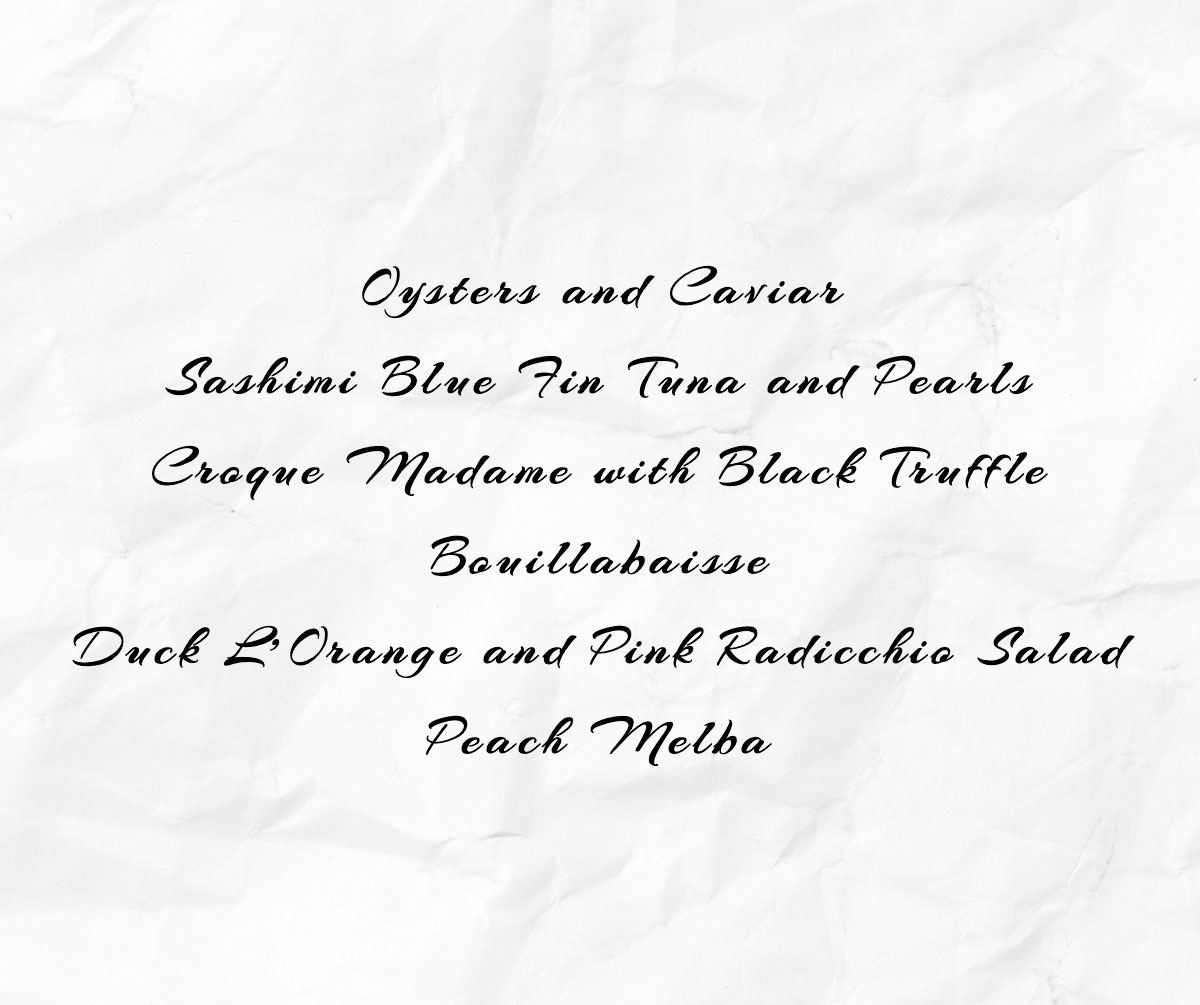 Oysters and Caviar
Sashimi Blue Fin Tuna and Pearls
Croque Madame with Black Truffle
Bouillabaisse
Duck L'Orange and Pink Radicchio Salad
Peach Melba